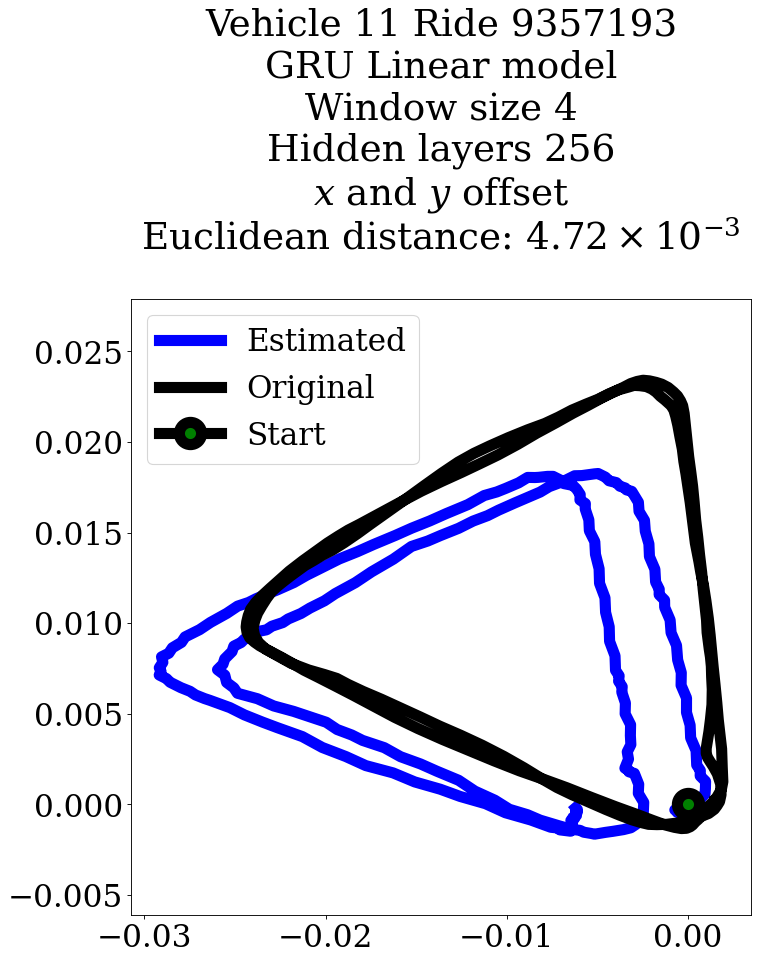 Vehicle 11 Ride 9357193
GRU Linear model
Window size 4
Hidden layers 256
x and y offset
Euclidean distance: 4.72 × 10⁻³
Estimated
Original
Start
0.025
0.020
0.015
0.010
0.005
0.000
−0.005
−0.03 −0.02 −0.01 0.00